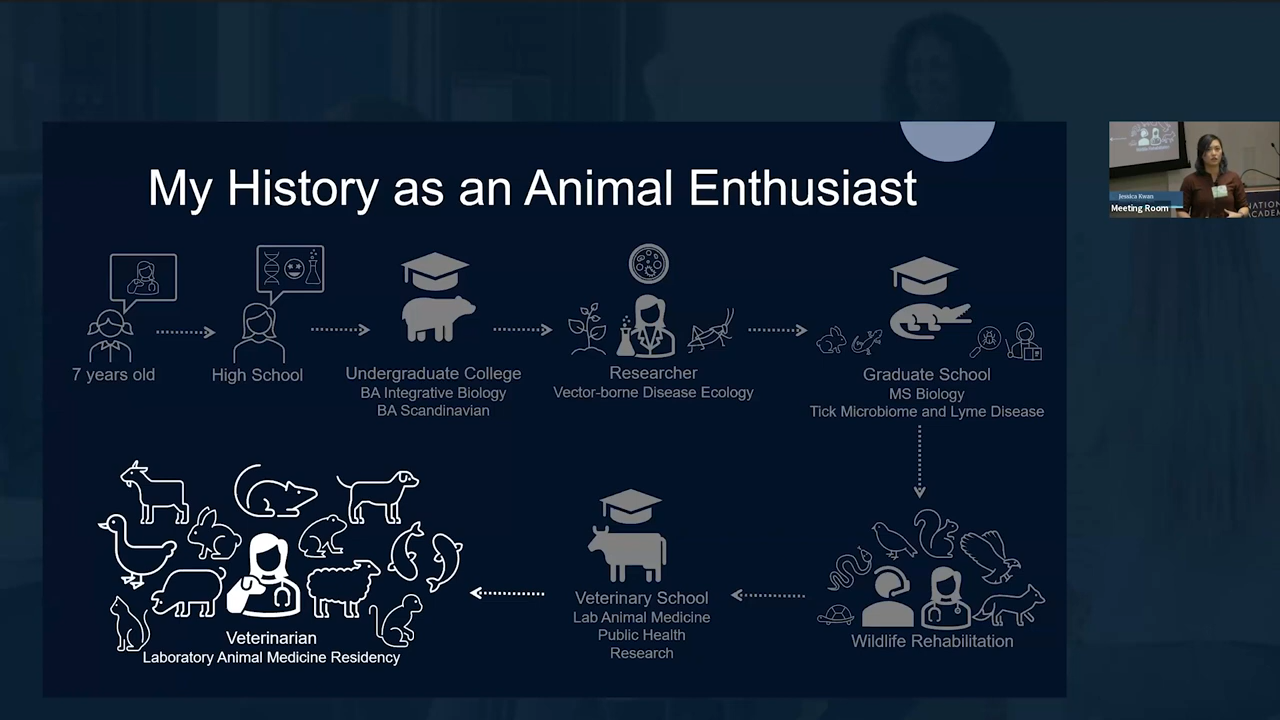 My History as an Animal Enthusiast
7 years old
High School
Undergraduate College
BA Integrative Biology
BA Scandinavian
Researcher
Vector-borne Disease Ecology
Graduate School
MS Biology
Tick Microbiome and Lyme Disease
Wildlife Rehabilitation
Veterinary School
Lab Animal Medicine
Public Health
Research
Veterinarian
Laboratory Animal Medicine Residency
Jessica Kwan
Meeting Room